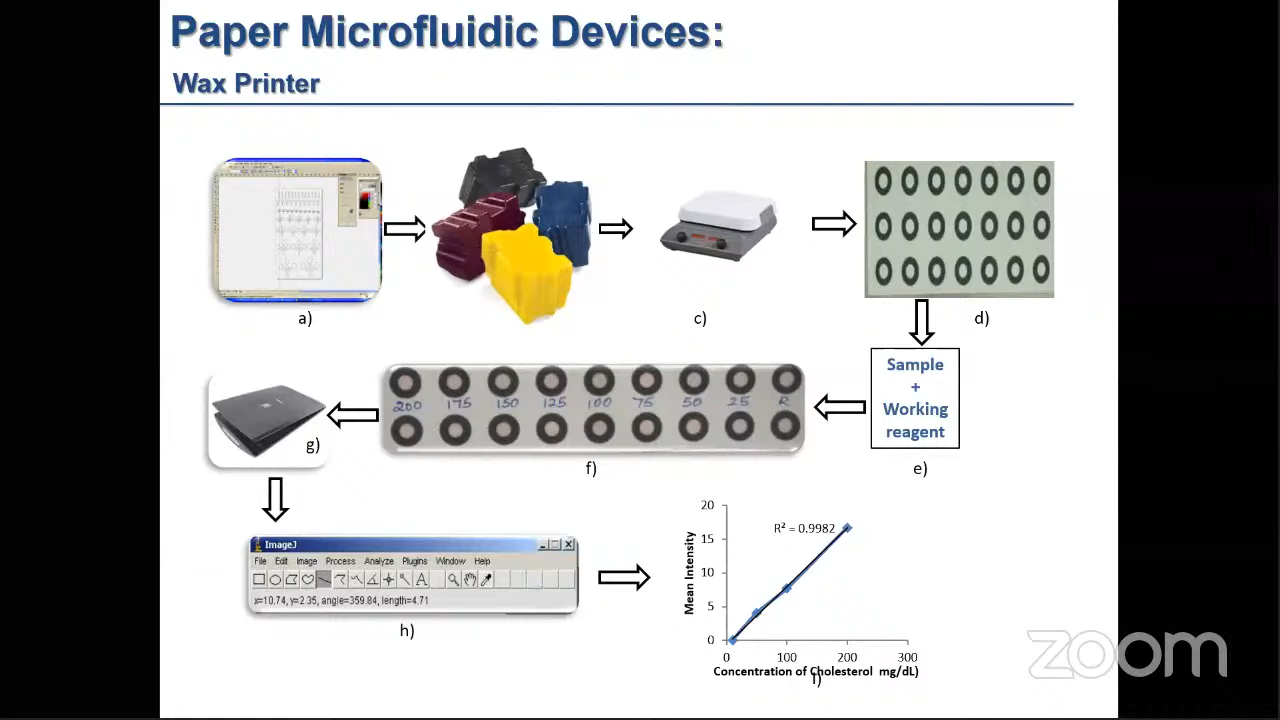 Paper Microfluidic Devices:
Wax Printer
a)
c)
d)
Sample
+
Working
reagent
e)
200 175 150 125 100 75 50 25 R
f)
g)
ImageJ
File Edit Image Process Analyze Plugins Window Help
x=10.74, y=2.35, angle=359.84, length=4.71
h)
20
R² = 0.9982
15
10
5
0
Mean Intensity
0 100 200 300
Concentration of Cholesterol mg/dL)
I)
zoom